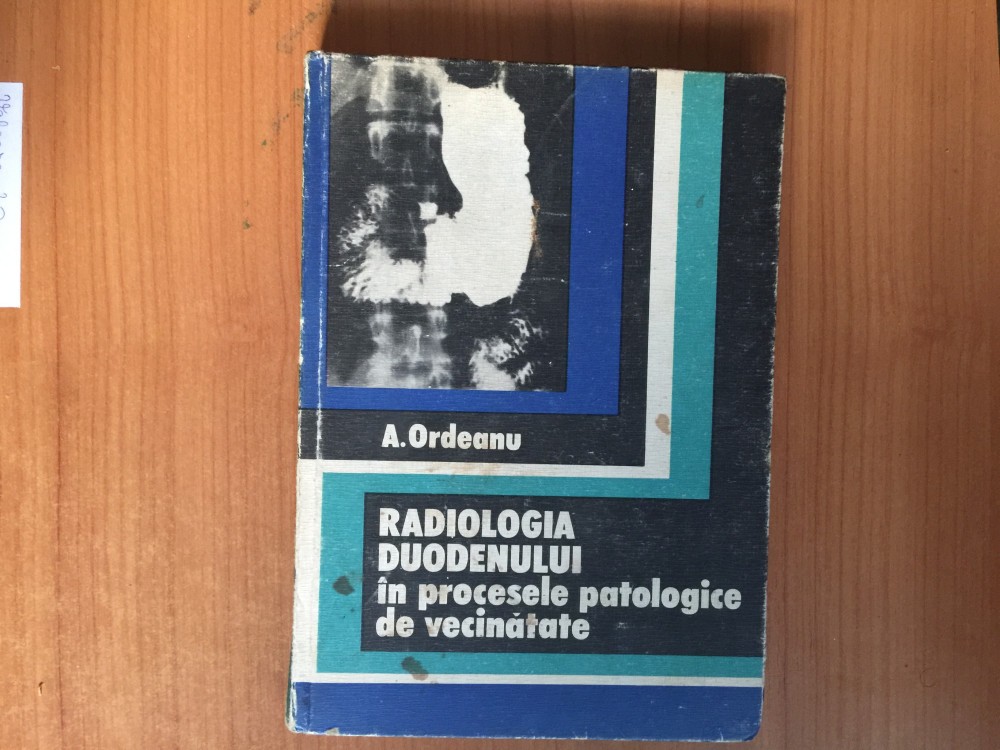 A. Ordeanu
RADIOLOGIA
DUODENULUI
în procesele patologice
de vecinătate